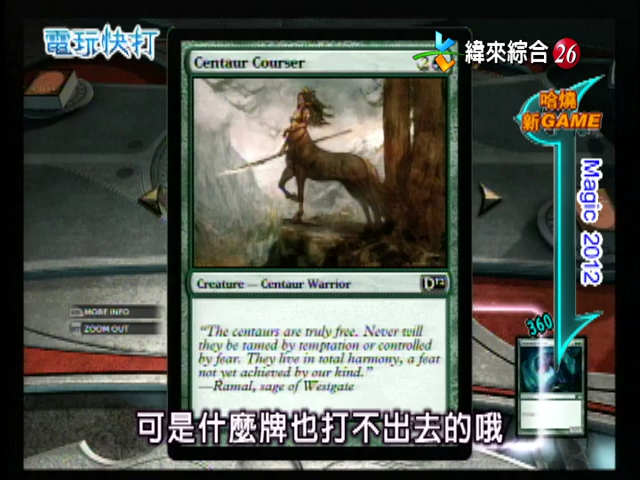 電玩快打
Centaur Courser
2
緯來綜合 26
哈燒
新GAME
Magic 2012
Creature — Centaur Warrior
D12
MORE INFO
ZOOM OUT
360
"The centaurs are truly free. Never will
they be tamed by temptation or controlled
by fear. They live in total harmony, a feat
not yet achieved by our kind."
—Ramal, sage of Westgate
可是什麼牌也打不出去的哦